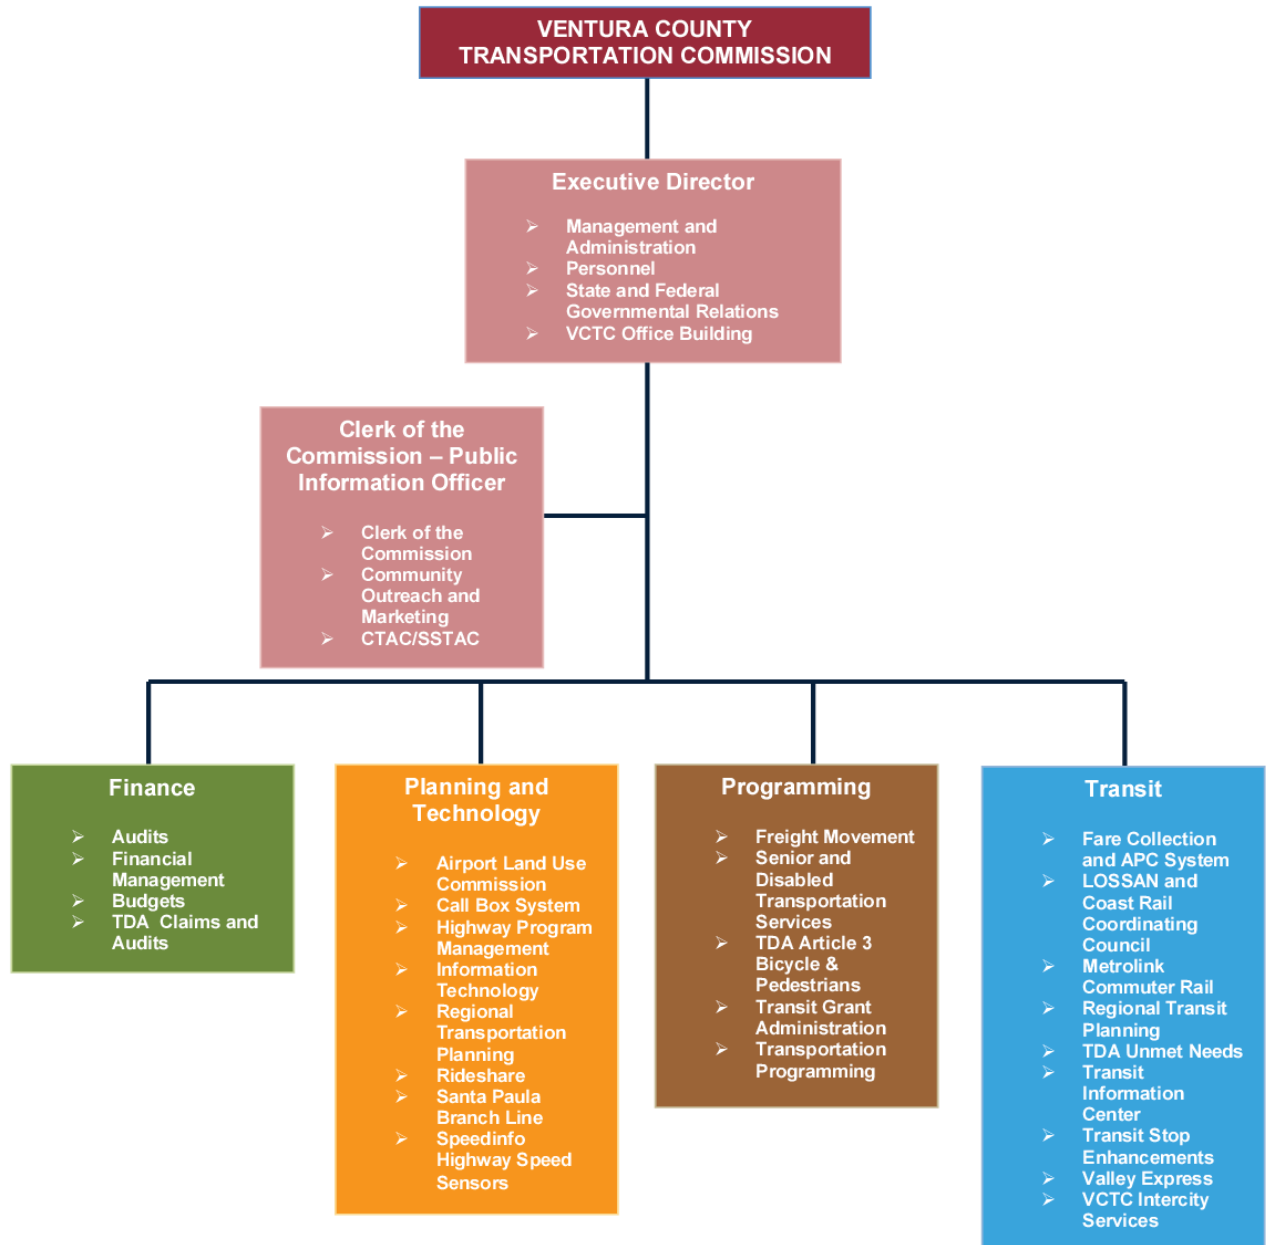 VENTURA COUNTY
TRANSPORTATION COMMISSION
Executive Director
➢ Management and
Administration
➢ Personnel
➢ State and Federal
Governmental Relations
➢ VCTC Office Building
Clerk of the
Commission – Public
Information Officer
➢ Clerk of the
Commission
➢ Community
Outreach and
Marketing
➢ CTAC/SSTAC
Finance
➢ Audits
➢ Financial
Management
➢ Budgets
➢ TDA Claims and
Audits
Planning and
Technology
➢ Airport Land Use
Commission
➢ Call Box System
➢ Highway Program
Management
➢ Information
Technology
➢ Regional
Transportation
Planning
➢ Rideshare
➢ Santa Paula
Branch Line
➢ Speedinfo
Highway Speed
Sensors
Programming
➢ Freight Movement
➢ Senior and
Disabled
Transportation
Services
➢ TDA Article 3
Bicycle &
Pedestrians
➢ Transit Grant
Administration
➢ Transportation
Programming
Transit
➢ Fare Collection
and APC System
➢ LOSSAN and
Coast Rail
Coordinating
Council
➢ Metrolink
Commuter Rail
➢ Regional Transit
Planning
➢ TDA Unmet Needs
➢ Transit
Information
Center
➢ Transit Stop
Enhancements
➢ Valley Express
➢ VCTC Intercity
Services